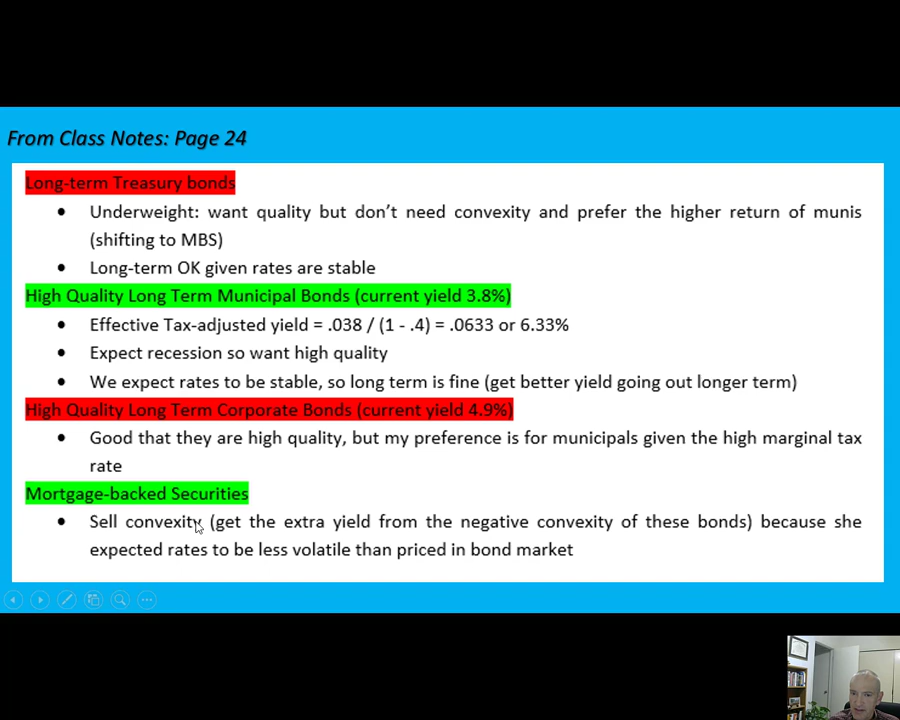 From Class Notes: Page 24
Long-term Treasury bonds
• Underweight: want quality but don't need convexity and prefer the higher return of munis
(shifting to MBS)
• Long-term OK given rates are stable
High Quality Long Term Municipal Bonds (current yield 3.8%)
• Effective Tax-adjusted yield = .038 / (1 - .4) = .0633 or 6.33%
• Expect recession so want high quality
• We expect rates to be stable, so long term is fine (get better yield going out longer term)
High Quality Long Term Corporate Bonds (current yield 4.9%)
• Good that they are high quality, but my preference is for municipals given the high marginal tax
rate
Mortgage-backed Securities
• Sell convexity (get the extra yield from the negative convexity of these bonds) because she
expected rates to be less volatile than priced in bond market